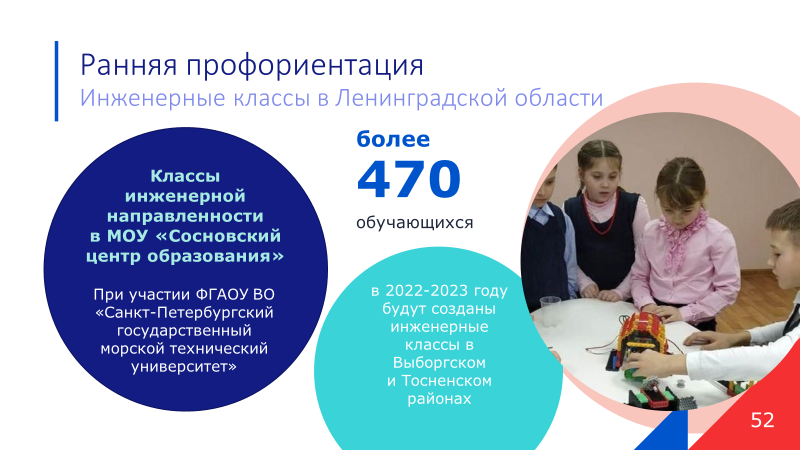 Ранняя профориентация
Инженерные классы в Ленинградской области
Классы
инженерной
направленности
в МОУ «Сосновский
центр образования»
При участии ФГАОУ ВО
«Санкт-Петербургский
государственный
морской технический
университет»
более
470
обучающихся
в 2022-2023 году
будут созданы
инженерные
классы в
Выборгском
и Тосненском
районах
52